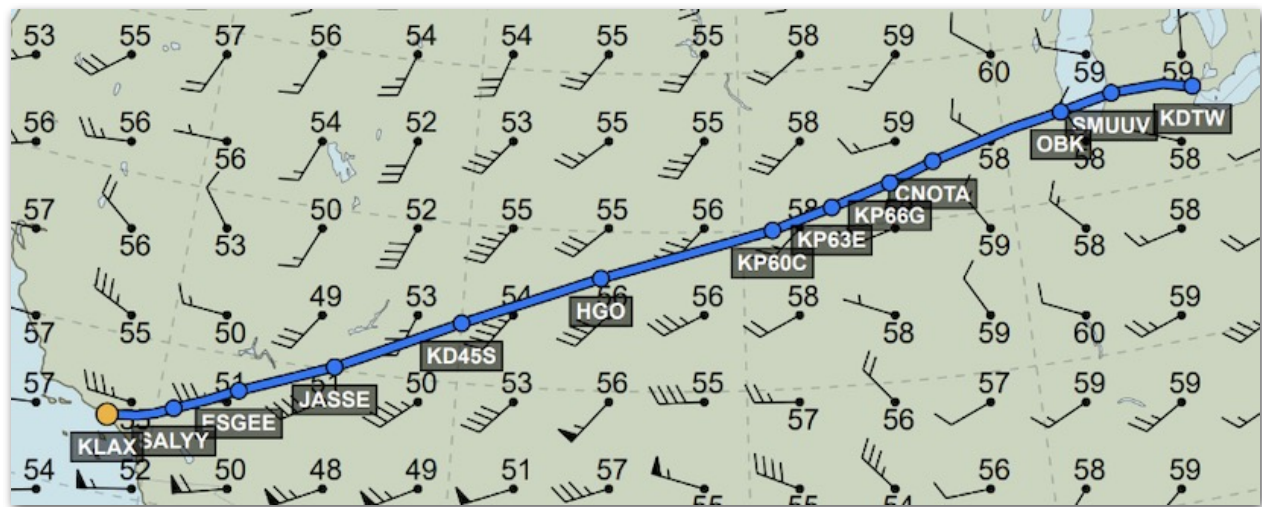 53 55 57 56 54 54 55 55 58 59 60 59 59
56 56 56 54 52 53 55 55 58 59 58 58 58
OBK SMUUV KDTW
57 56 53 50 52 55 55 56 58 59 58 58
CNOTA
KP66G
KP63E
KP60C
57 55 50 49 53 54 56 56 58 58 59 60 59
HGO
KD45S
57 51 51 50 53 56 55 57 56 57 59 59
JASSE
ESGEE
SALYY
KLAX
54 52 50 48 49 51 57 55 55 54 56 58 59